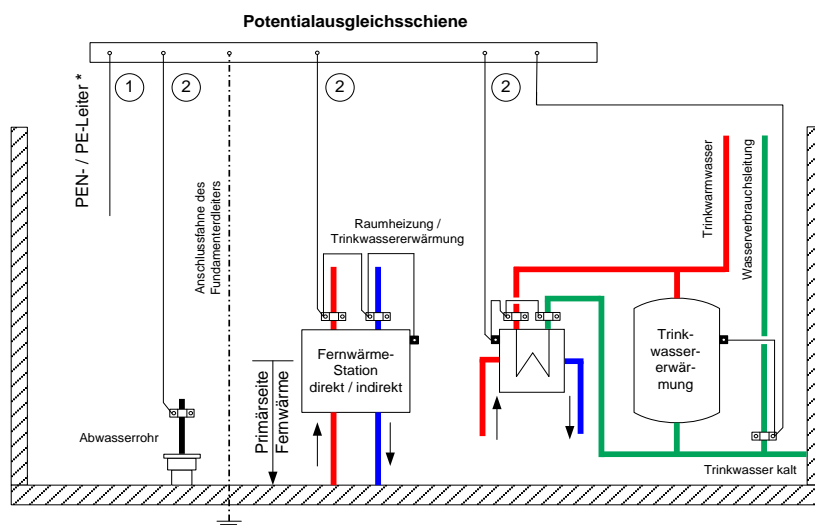 Potentialausgleichsschiene
1
2
2
2
PEN- / PE-Leiter *
Anschlussfahne des
Fundamenterdleiters
Raumheizung /
Trinkwassererwärmung
Trinkwarmwasser
Wasserverbrauchsleitung
Fernwärme-
Station
direkt / indirekt
Trink-
wasser-
erwär-
mung
Primärseite
Fernwärme
Abwasserrohr
Trinkwasser kalt